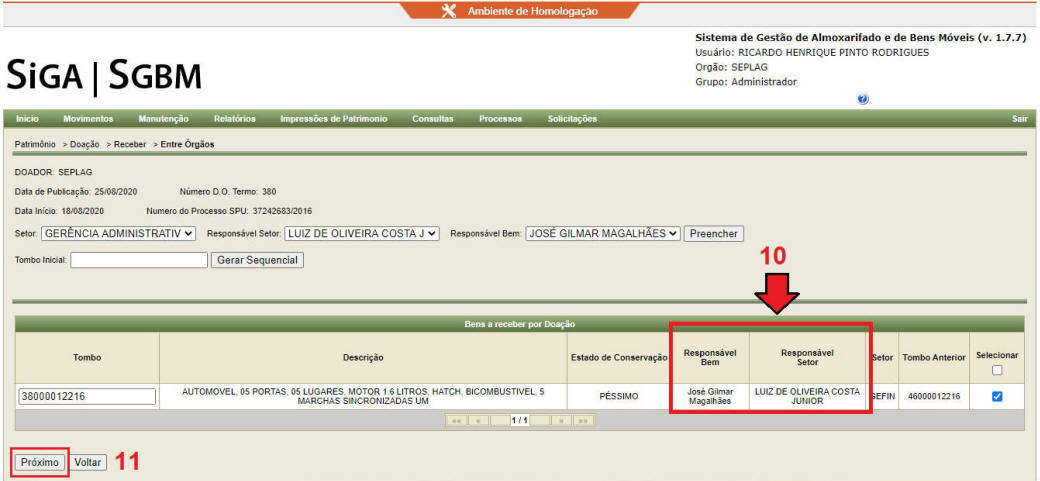 Ambiente de Homologação
Sistema de Gestão de Almoxarifado e de Bens Móveis (v. 1.7.7)
Usuário: RICARDO HENRIQUE PINTO RODRIGUES
Orgão: SEPLAG
Grupo: Administrador
SIGA | SGBM
Início Movimentos Manutenção Relatórios Impressões de Patrimonio Consultas Processos Solicitações Sair
Patrimônio > Doação > Receber > Entre Órgãos
DOADOR: SEPLAG
Data de Publicação: 25/08/2020 Número D.O. Termo: 380
Data Início: 18/08/2020 Numero do Processo SPU: 37242683/2016
Setor: GERÊNCIA ADMINISTRATIV Responsável Setor: LUIZ DE OLIVEIRA COSTA J Responsável Bem: JOSÉ GILMAR MAGALHÃES Preencher
Tombo Inicial: Gerar Sequencial
10
Bens a receber por Doação
Tombo Descrição Estado de Conservação Responsável Bem Responsável Setor Setor Tombo Anterior Selecionar
38000012216 AUTOMOVEL, 05 PORTAS, 05 LUGARES, MOTOR 1.6 LITROS, HATCH, BICOMBUSTIVEL, 5 MARCHAS SINCRONIZADAS UM PÉSSIMO José Gilmar Magalhães LUIZ DE OLIVEIRA COSTA JUNIOR SEFIN 46000012216
1 / 1
Próximo Voltar 11